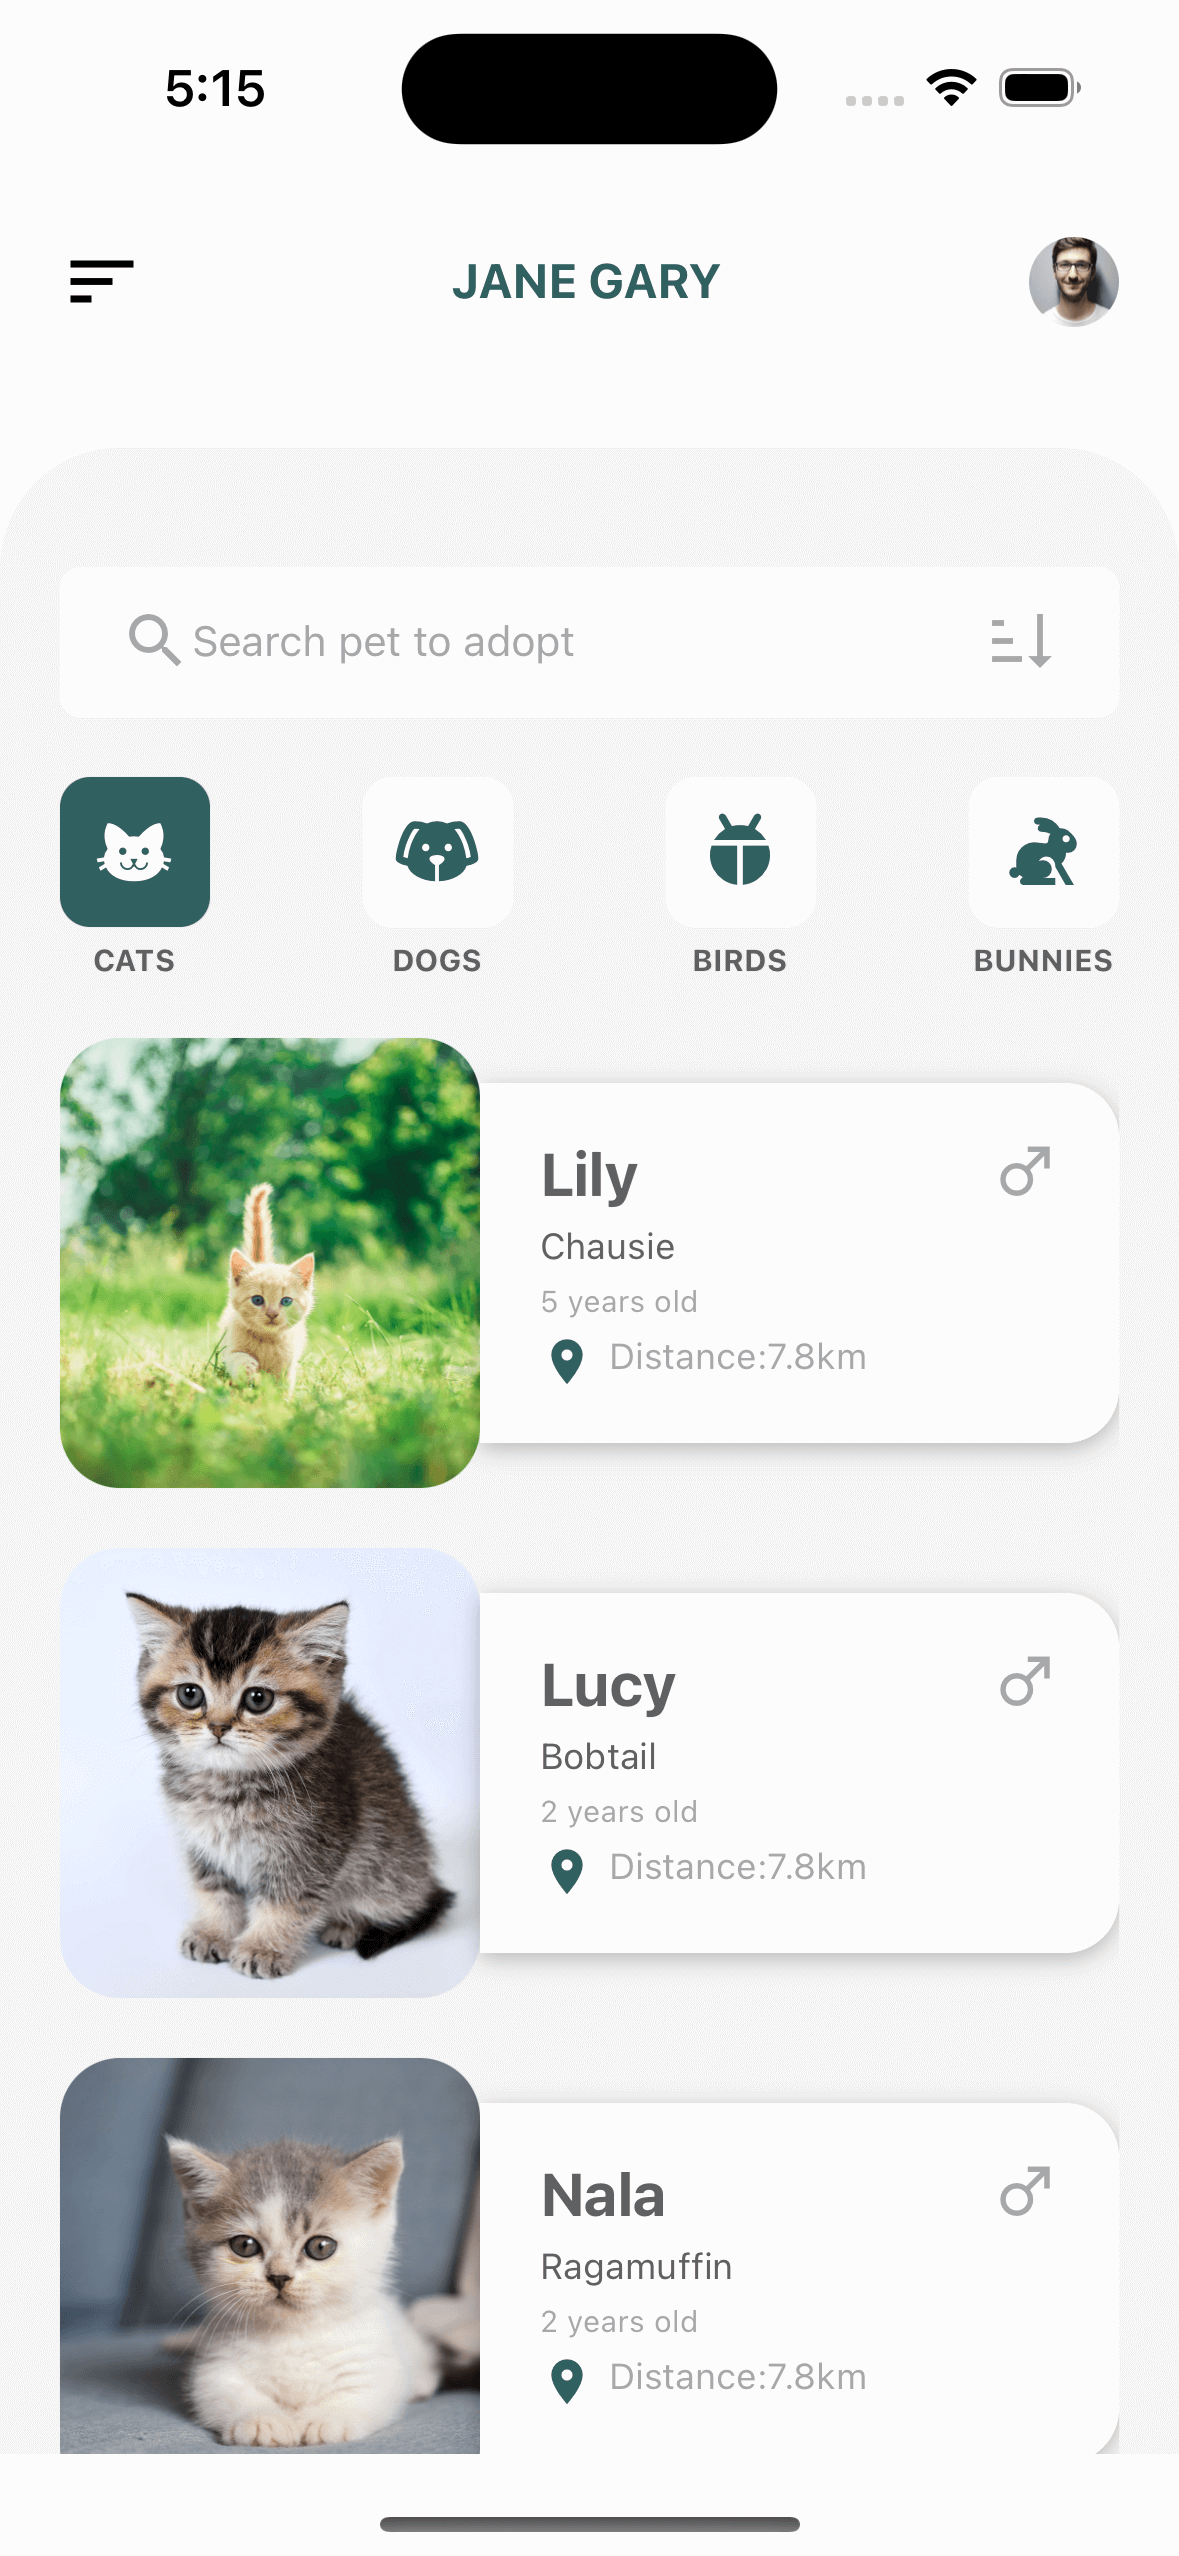 5:15
JANE GARY
Search pet to adopt
CATS
DOGS
BIRDS
BUNNIES
Lily
Chausie
5 years old
Distance:7.8km
Lucy
Bobtail
2 years old
Distance:7.8km
Nala
Ragamuffin
2 years old
Distance:7.8km